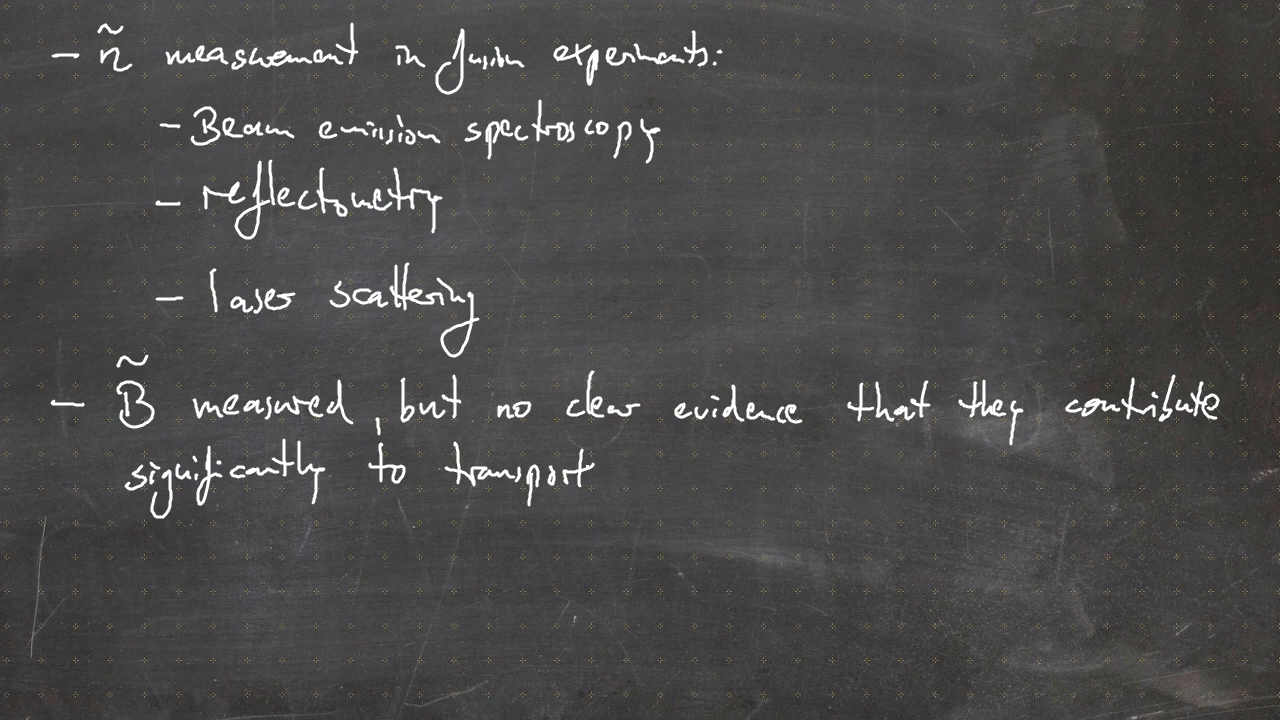 - ñ measurement in fusion experiments:
- Beam emission spectroscopy
- reflectometry
- laser scattering
- B̃ measured, but no clear evidence that they contribute
significantly to transport